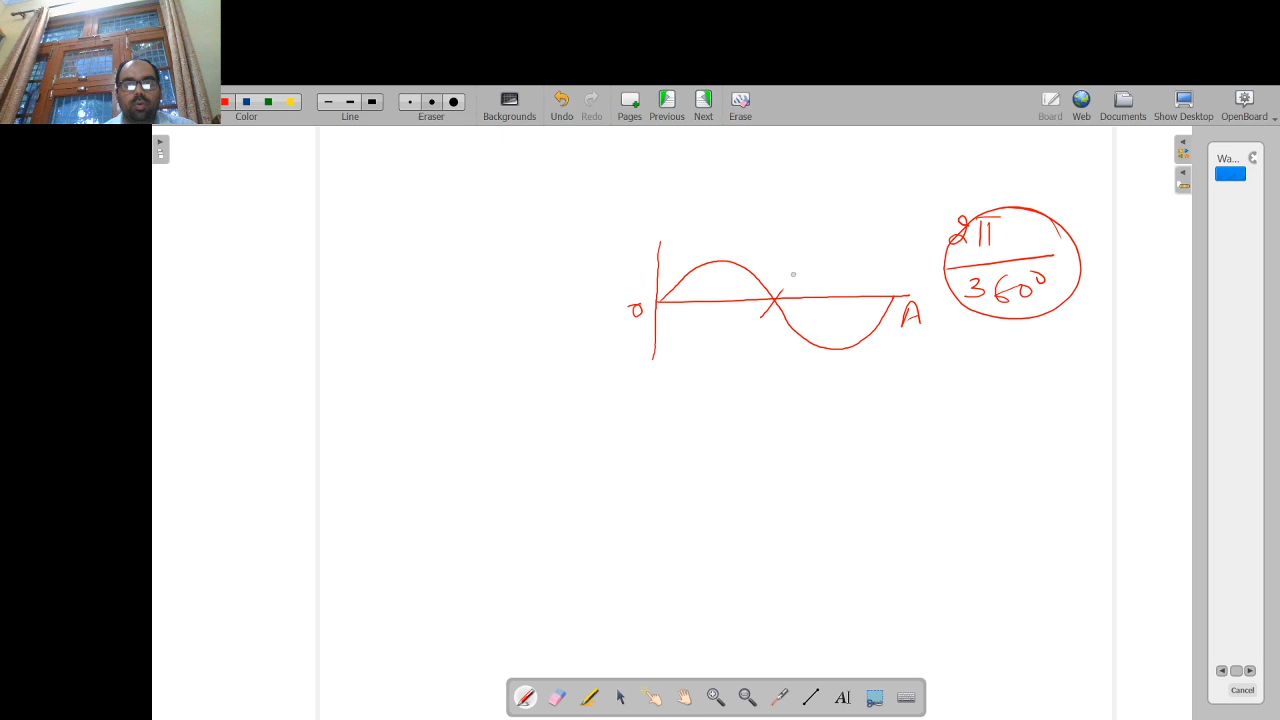 Color
Line
Eraser
Backgrounds
Undo
Redo
Pages
Previous
Next
Erase
Board
Web
Documents
Show Desktop
OpenBoard
Wa...
2π
360°
0
A
Cancel